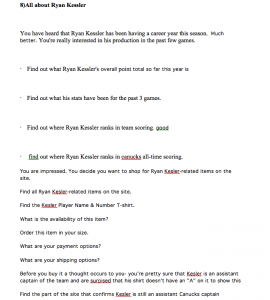 8)All about Ryan Kessler
You have heard that Ryan Kessler has been having a career year this season. Much
better. You're really interested in his production in the past few games.
· Find out what Ryan Kessler's overall point total so far this year is
· Find out what his stats have been for the past 3 games.
· Find out where Ryan Kessler ranks in team scoring. good
· find out where Ryan Kessler ranks in canucks all-time scoring.
You are impressed. You decide you want to shop for Ryan Kesler-related items on the
site.
Find all Ryan Kesler-related items on the site.
Find the Kesler Player Name & Number T-shirt.
What is the availability of this item?
Order this item in your size.
What are your payment options?
What are your shipping options?
Before you buy it a thought occurs to you- you're pretty sure that Kesler is an assistant
captain of the team and are surprised that his shirt doesn't have an "A" on it to show this
Find the part of the site that confirms Kesler is still an assistant Canucks captain